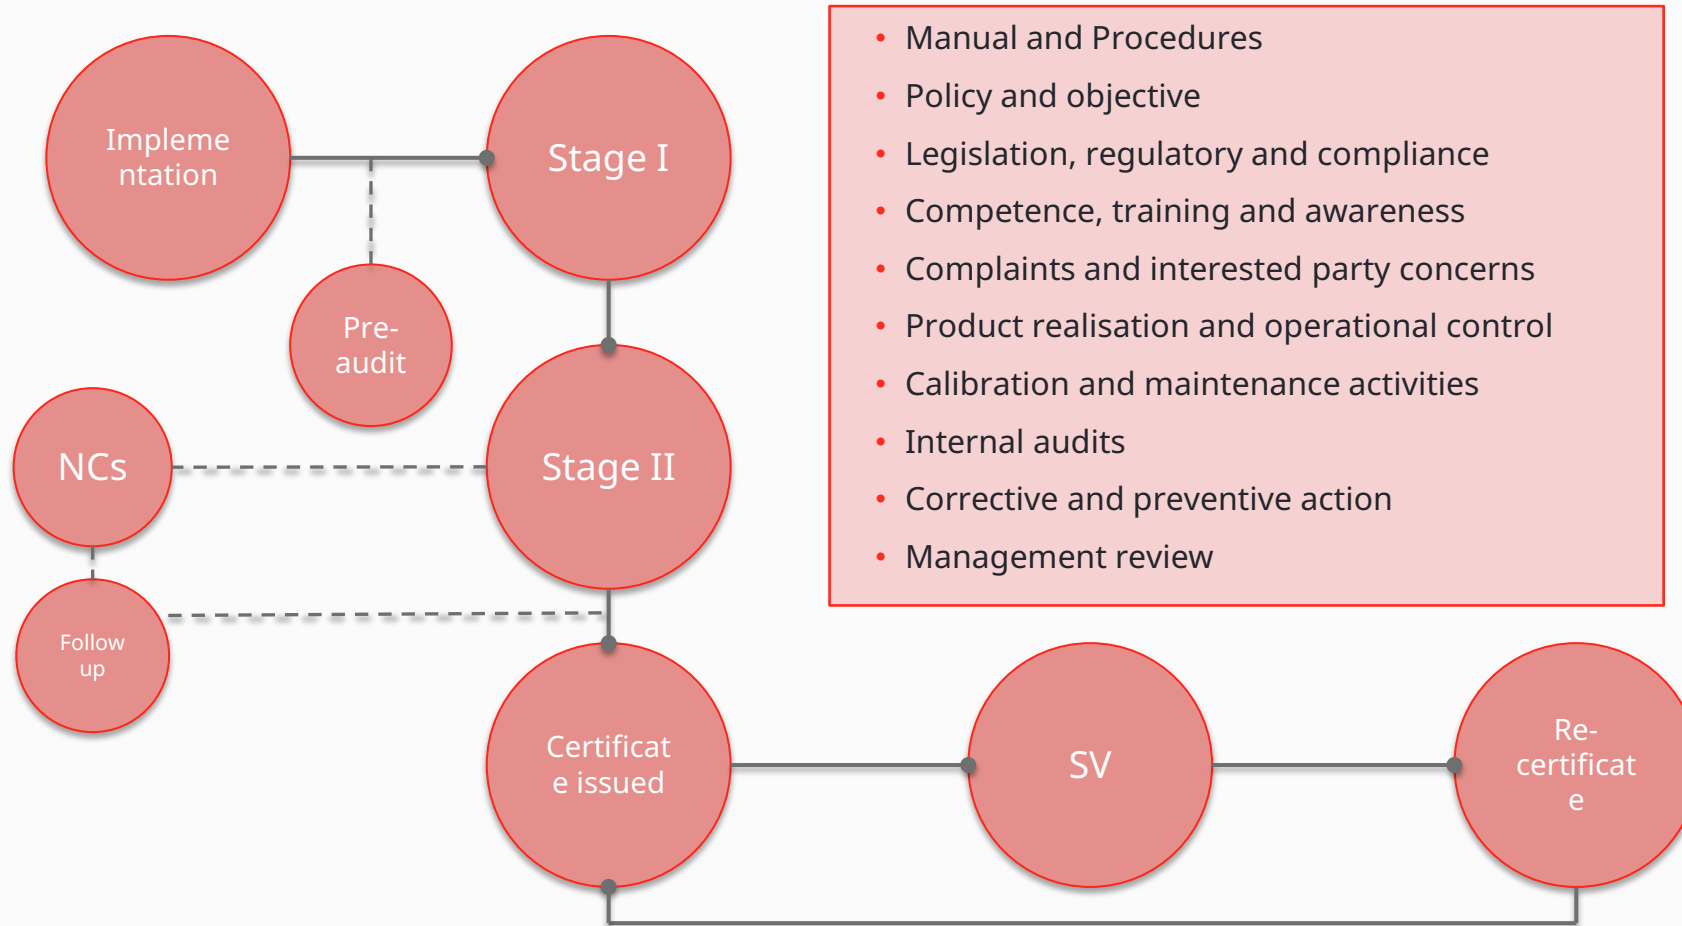 Impleme
ntation
Stage I
Pre-
audit
NCs
Stage II
Follow
up
Certificat
e issued
SV
Re-
certificat
e
• Manual and Procedures
• Policy and objective
• Legislation, regulatory and compliance
• Competence, training and awareness
• Complaints and interested party concerns
• Product realisation and operational control
• Calibration and maintenance activities
• Internal audits
• Corrective and preventive action
• Management review